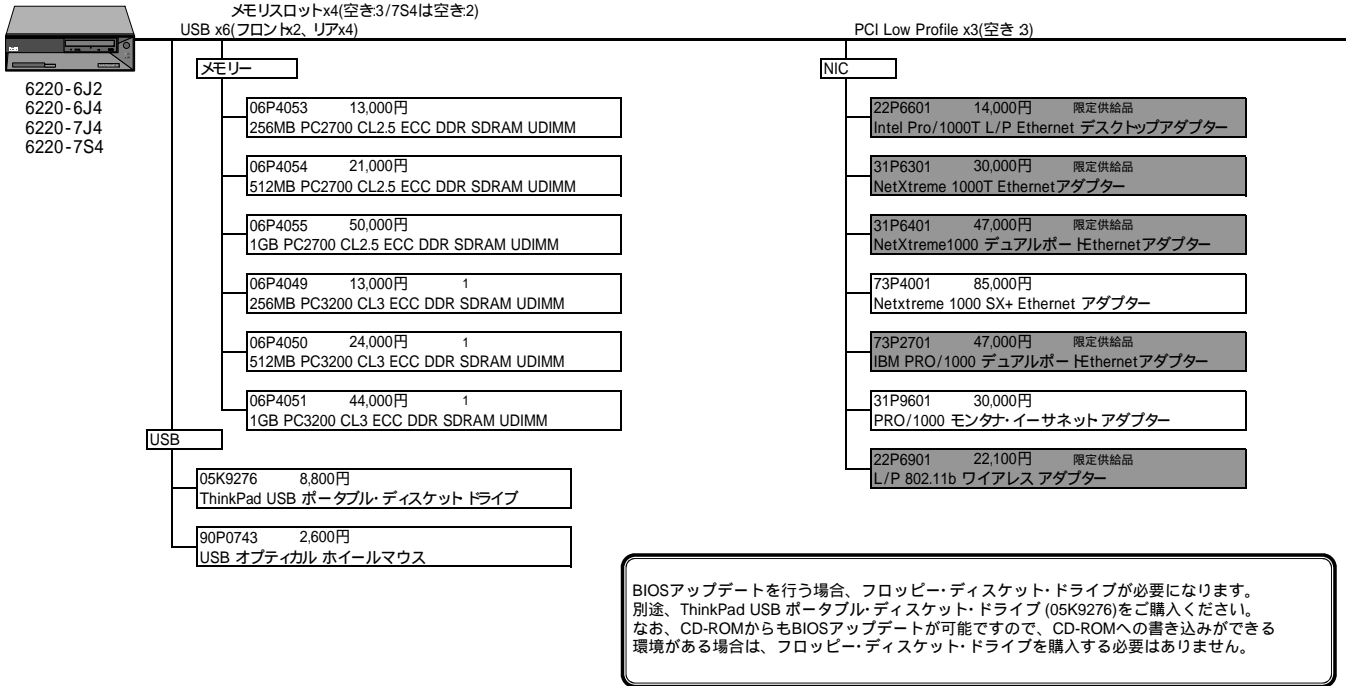 メモリスロットx4(空き:3/7S4は空き:2)
USB x6(フロントx2、リアx4)
PCI Low Profile x3(空き:3)
6220-6J2
6220-6J4
6220-7J4
6220-7S4
メモリー
06P4053 13,000円
256MB PC2700 CL2.5 ECC DDR SDRAM UDIMM
06P4054 21,000円
512MB PC2700 CL2.5 ECC DDR SDRAM UDIMM
06P4055 50,000円
1GB PC2700 CL2.5 ECC DDR SDRAM UDIMM
06P4049 13,000円 1
256MB PC3200 CL3 ECC DDR SDRAM UDIMM
06P4050 24,000円 1
512MB PC3200 CL3 ECC DDR SDRAM UDIMM
06P4051 44,000円 1
1GB PC3200 CL3 ECC DDR SDRAM UDIMM
USB
05K9276 8,800円
ThinkPad USB ポータブル・ディスケット ドライブ
90P0743 2,600円
USB オプティカル ホイールマウス
NIC
22P6601 14,000円 限定供給品
Intel Pro/1000T L/P Ethernet デスクトップアダプター
31P6301 30,000円 限定供給品
NetXtreme 1000T Ethernetアダプター
31P6401 47,000円 限定供給品
NetXtreme1000 デュアルポートEthernetアダプター
73P4001 85,000円
Netxtreme 1000 SX+ Ethernet アダプター
73P2701 47,000円 限定供給品
IBM PRO/1000 デュアルポートEthernetアダプター
31P9601 30,000円
PRO/1000 モンタナ・イーサネット アダプター
22P6901 22,100円 限定供給品
L/P 802.11b ワイアレス アダプター
BIOSアップデートを行う場合、フロッピー・ディスケット・ドライブが必要になります。
別途、ThinkPad USB ポータブル・ディスケット・ドライブ (05K9276)をご購入ください。
なお、CD-ROMからもBIOSアップデートが可能ですので、CD-ROMへの書き込みができる
環境がある場合は、フロッピー・ディスケット・ドライブを購入する必要はありません。